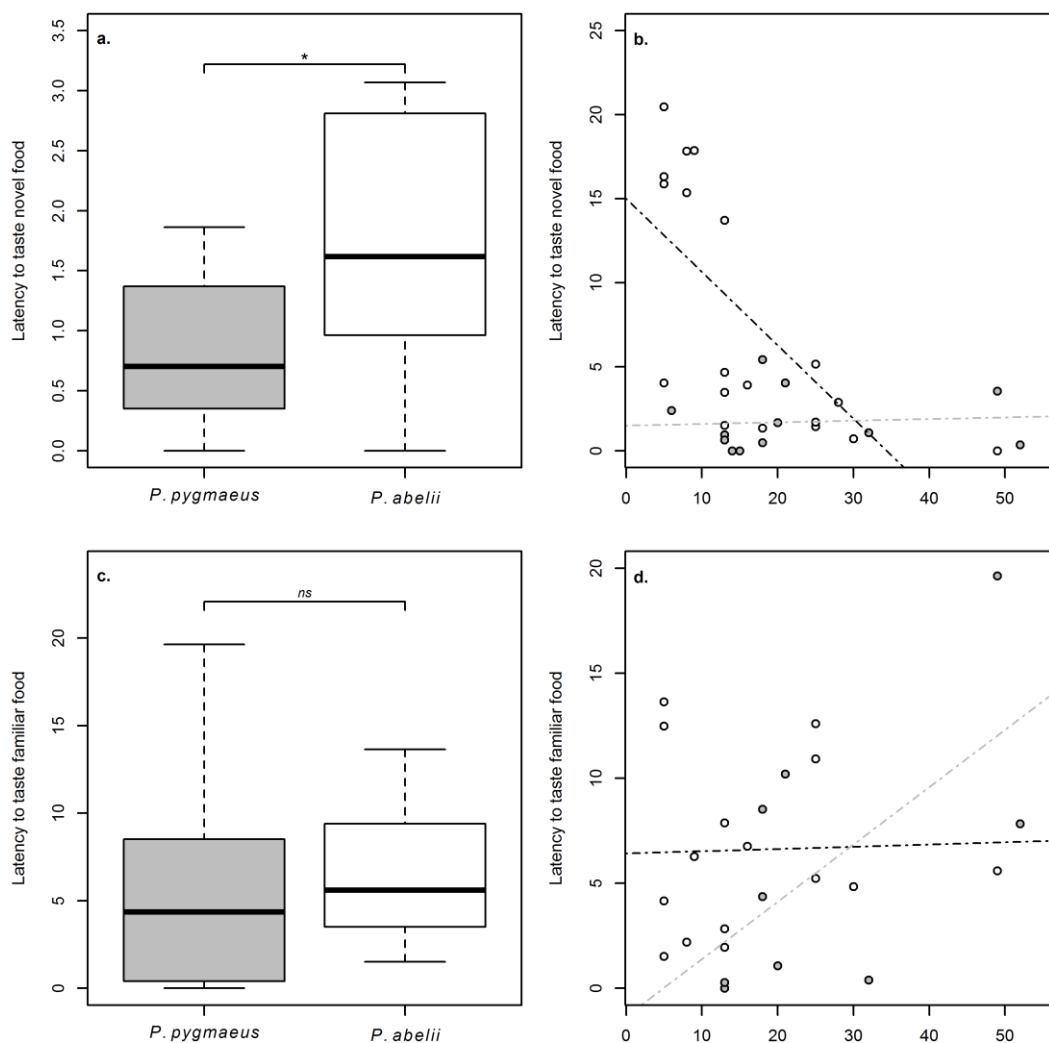 a.
*
Latency to taste novel food
3.5
3.0
2.5
2.0
1.5
1.0
0.5
0.0
P. pygmaeus P. abelii
b.
Latency to taste novel food
25
20
15
10
5
0
0 10 20 30 40 50
c.
ns
Latency to taste familiar food
20
15
10
5
0
P. pygmaeus P. abelii
d.
Latency to taste familiar food
20
15
10
5
0
0 10 20 30 40 50